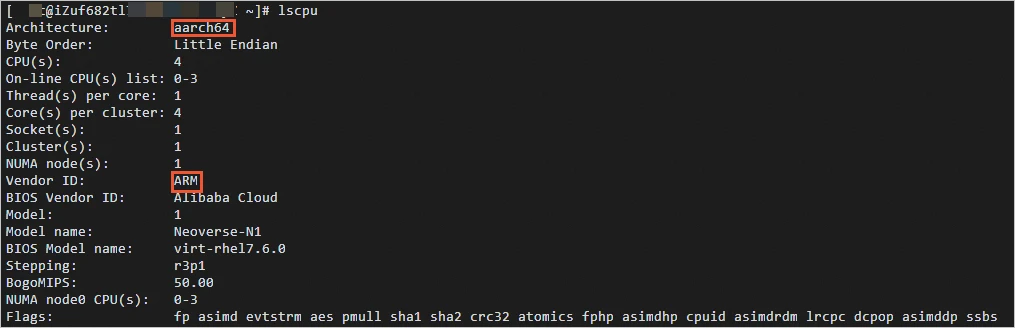 [ @iZuf682tl ~]# lscpu
Architecture: aarch64
Byte Order: Little Endian
CPU(s): 4
On-line CPU(s) list: 0-3
Thread(s) per core: 1
Core(s) per cluster: 4
Socket(s): 1
Cluster(s): 1
NUMA node(s): 1
Vendor ID: ARM
BIOS Vendor ID: Alibaba Cloud
Model: 1
Model name: Neoverse-N1
BIOS Model name: virt-rhel7.6.0
Stepping: r3p1
BogoMIPS: 50.00
NUMA node0 CPU(s): 0-3
Flags: fp asimd evtstrm aes pmull sha1 sha2 crc32 atomics fphp asimdhp cpuid asimdrdm lrcpc dcpop asimddp ssbs